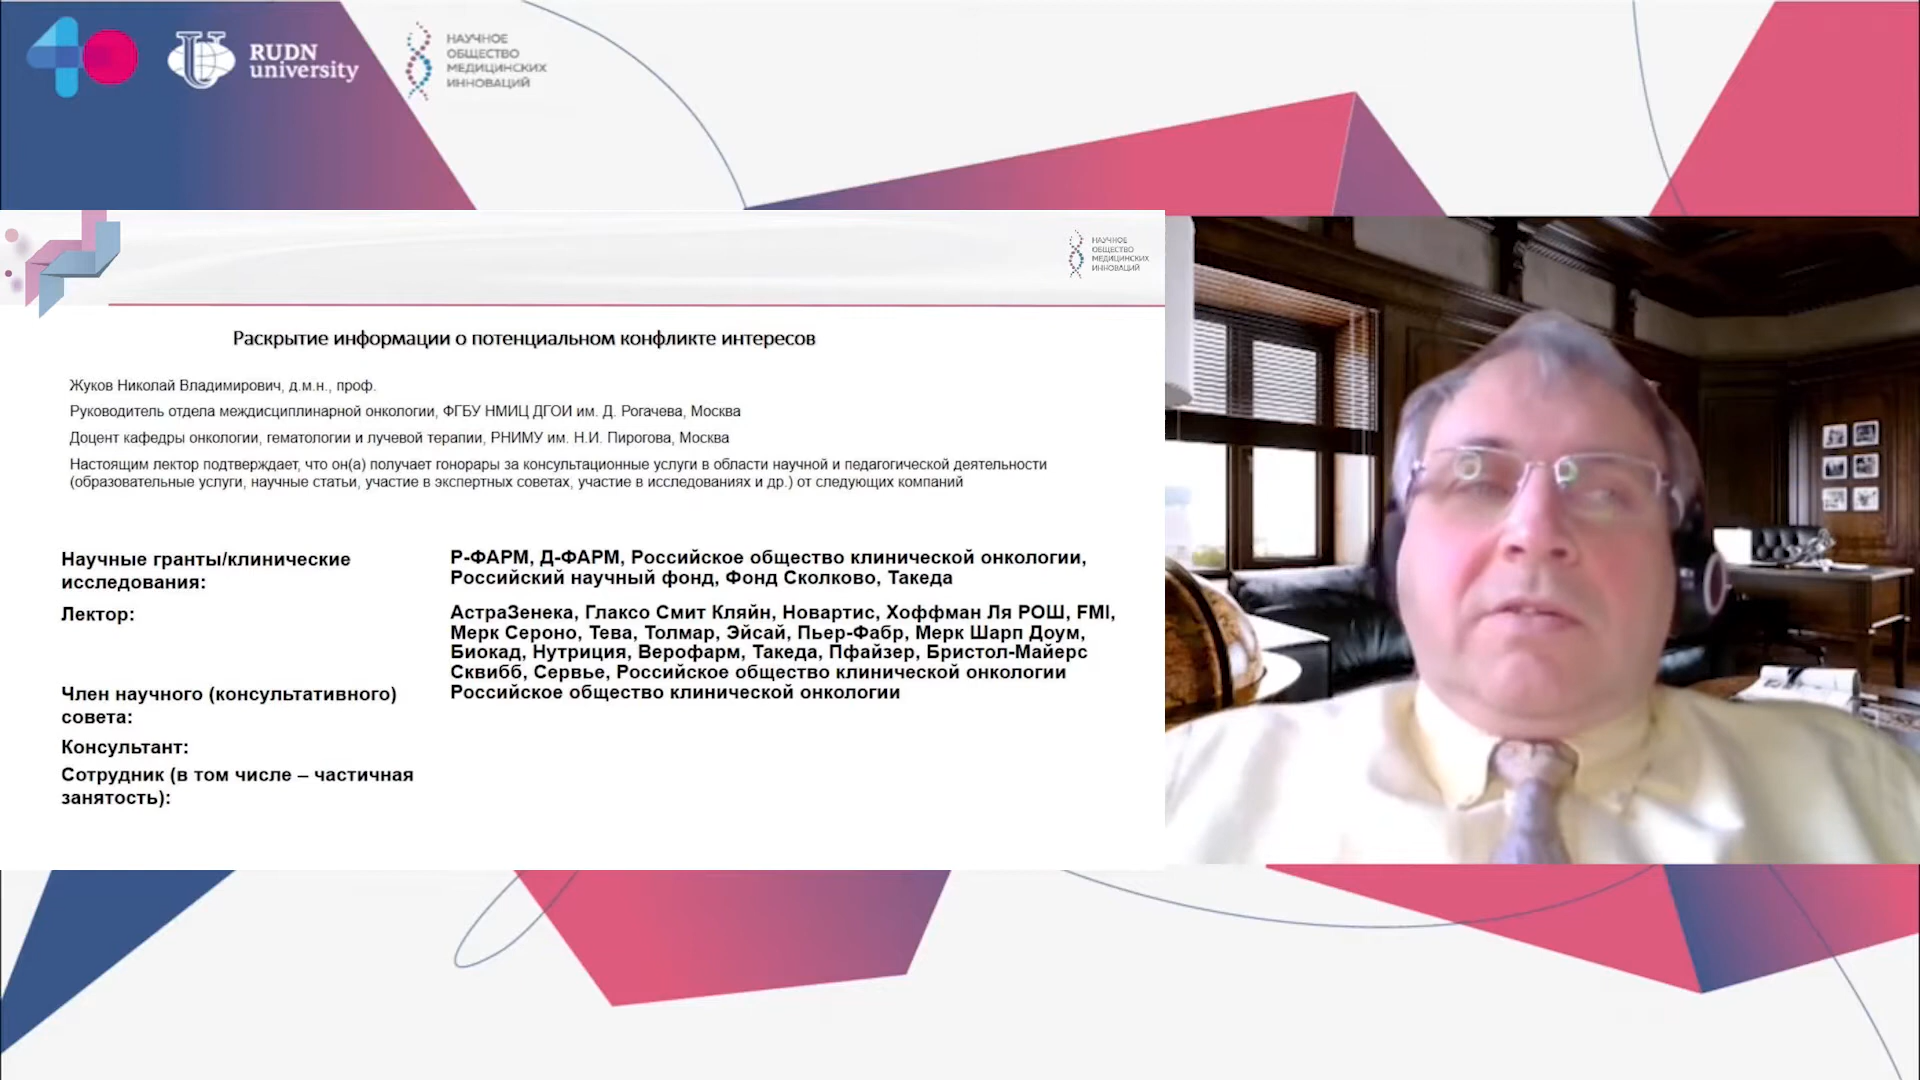 RUDN
university
НАУЧНОЕ
ОБЩЕСТВО
МЕДИЦИНСКИХ
ИННОВАЦИЙ
НАУЧНОЕ
ОБЩЕСТВО
МЕДИЦИНСКИХ
ИННОВАЦИЙ
Раскрытие информации о потенциальном конфликте интересов
Жуков Николай Владимирович, д.м.н., проф.
Руководитель отдела междисциплинарной онкологии, ФГБУ НМИЦ ДГОИ им. Д. Рогачева, Москва
Доцент кафедры онкологии, гематологии и лучевой терапии, РНИМУ им. Н.И. Пирогова, Москва
Настоящим лектор подтверждает, что он(а) получает гонорары за консультационные услуги в области научной и педагогической деятельности
(образовательные услуги, научные статьи, участие в экспертных советах, участие в исследованиях и др.) от следующих компаний
Научные гранты/клинические
исследования:
Р-ФАРМ, Д-ФАРМ, Российское общество клинической онкологии,
Российский научный фонд, Фонд Сколково, Такеда
Лектор:
АстраЗенека, Глаксо Смит Кляйн, Новартис, Хоффман Ля РОШ, FMI,
Мерк Сероно, Тева, Толмар, Эйсай, Пьер-Фабр, Мерк Шарп Доум,
Биокад, Нутриция, Верофарм, Такеда, Пфайзер, Бристол-Майерс
Сквибб, Сервье, Российское общество клинической онкологии
Член научного (консультативного)
совета:
Российское общество клинической онкологии
Консультант:
Сотрудник (в том числе – частичная
занятость):